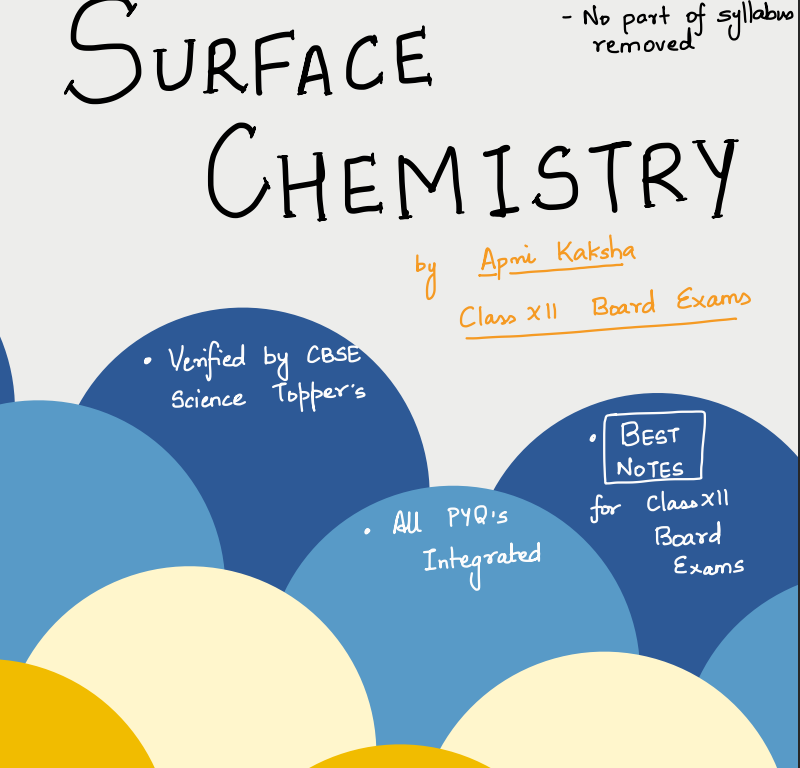 - No part of syllabus
removed
SURFACE
CHEMISTRY
by Apni Kaksha
Class XII Board Exams
• Verified by CBSE
Science Topper's
• BEST
NOTES
for Class XII
Board
Exams
• All PYQ's
Integrated